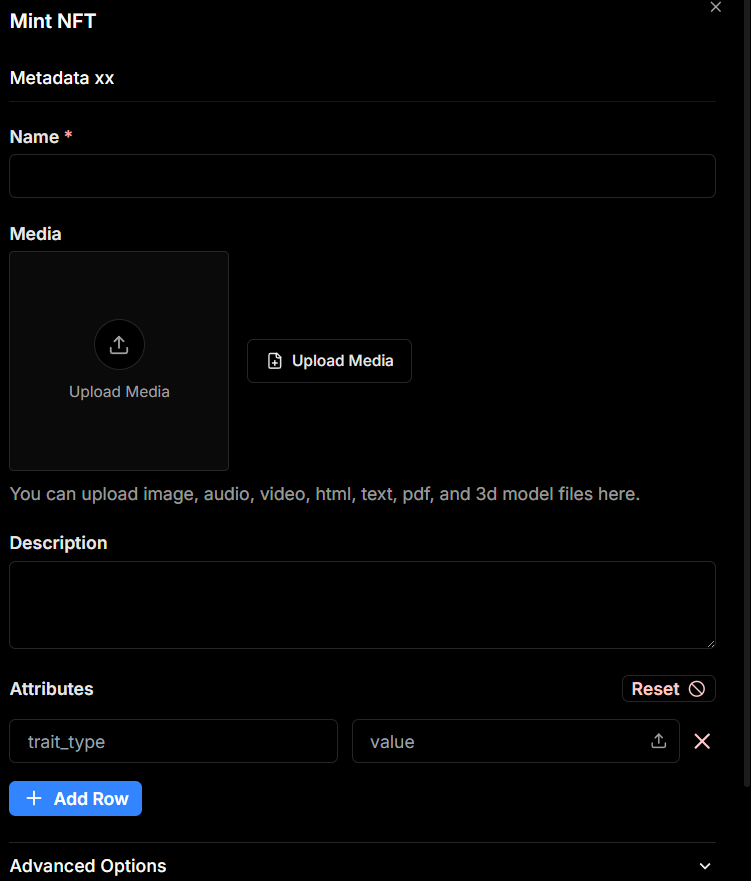 Mint NFT
Metadata xx
Name *
Media
Upload Media
Upload Media
You can upload image, audio, video, html, text, pdf, and 3d model files here.
Description
Attributes
Reset
trait_type
value
Add Row
Advanced Options